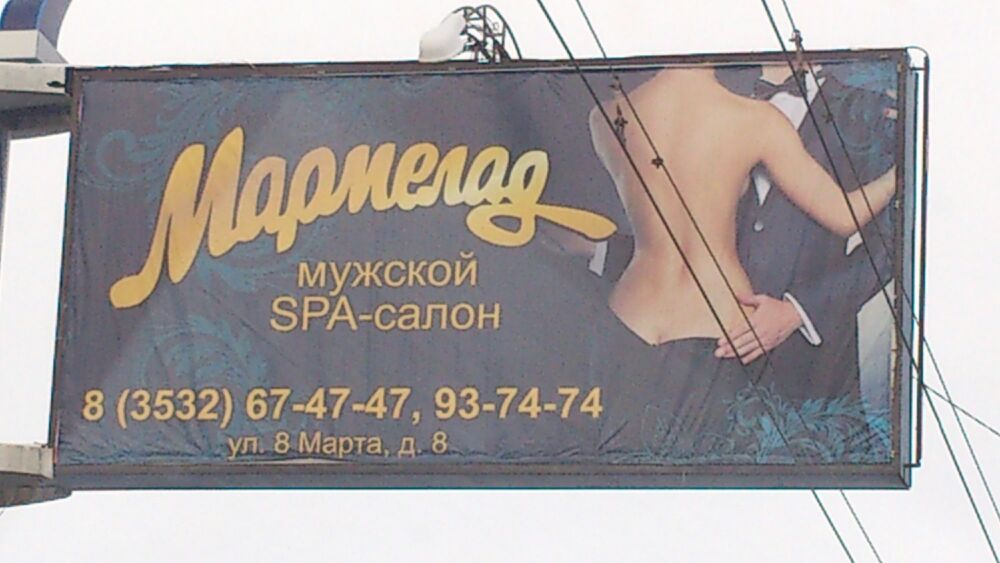 Мармелад
мужской
SPA-салон
8 (3532) 67-47-47, 93-74-74
ул. 8 Марта, д. 8